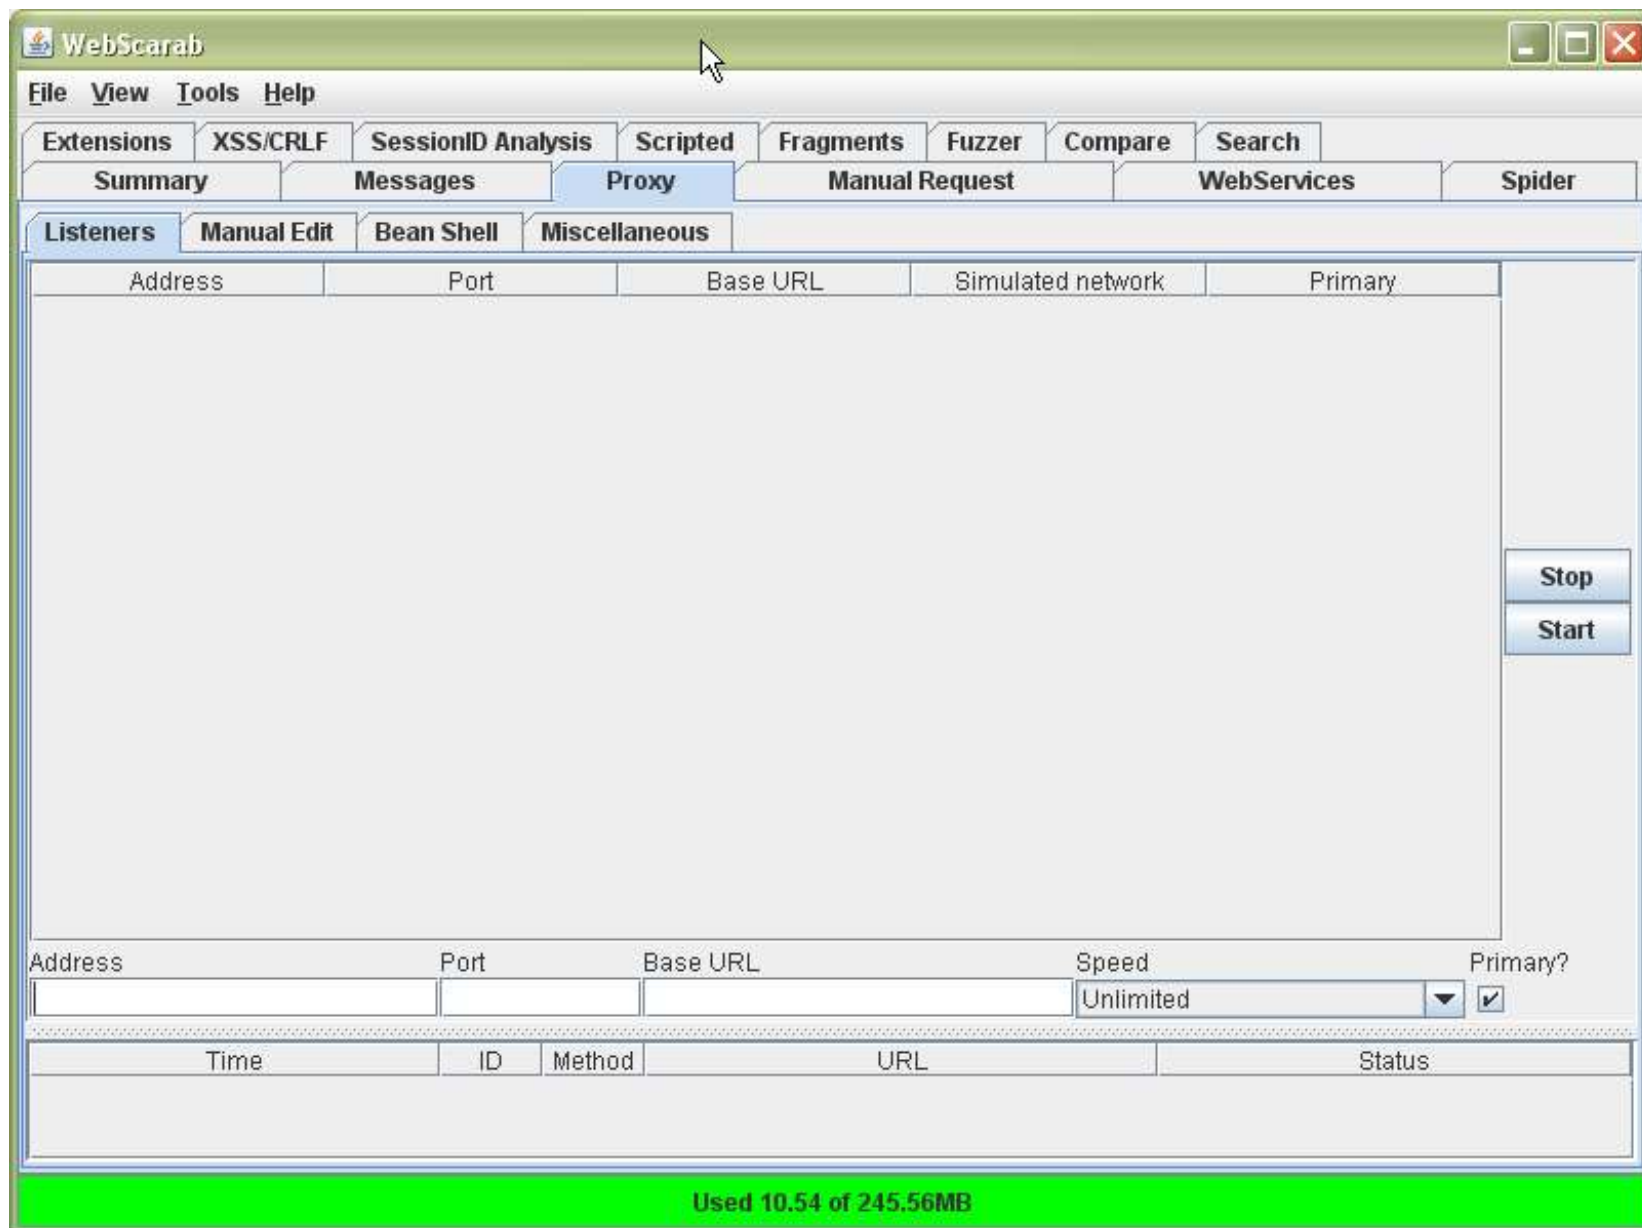 WebScarab
File View Tools Help
Extensions XSS/CRLF SessionID Analysis Scripted Fragments Fuzzer Compare Search
Summary Messages Proxy Manual Request WebServices Spider
Listeners Manual Edit Bean Shell Miscellaneous
Address Port Base URL Simulated network Primary
Stop
Start
Address Port Base URL Speed Primary?
Unlimited
Time ID Method URL Status
Used 10.54 of 245.56MB